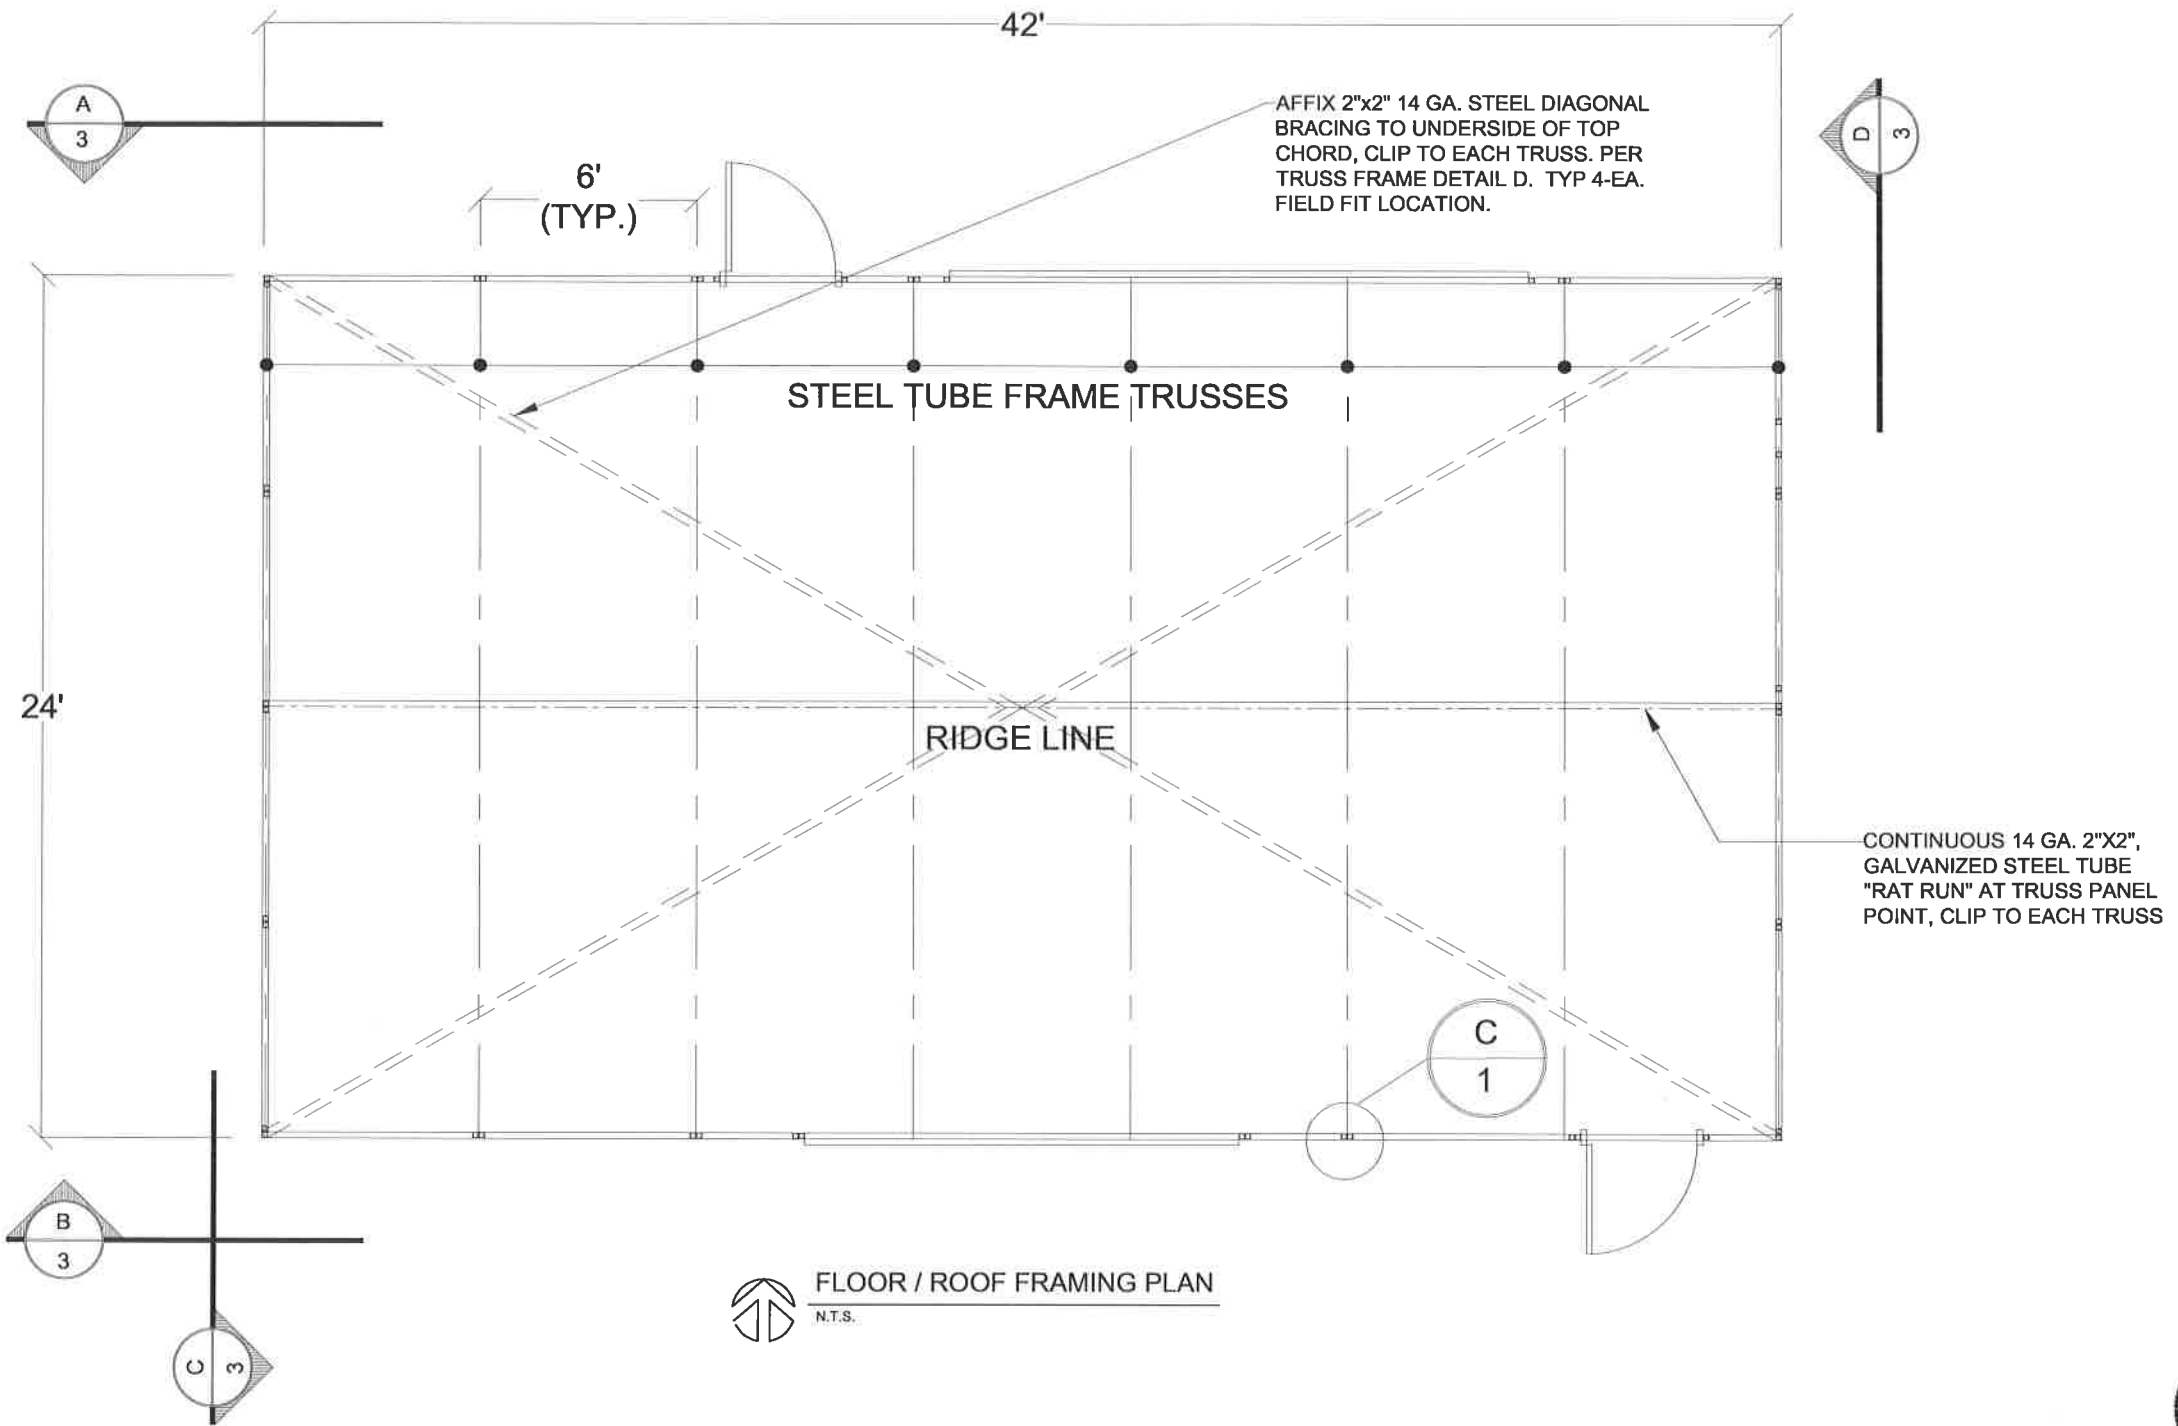 42'
A
3
AFFIX 2"x2" 14 GA. STEEL DIAGONAL
BRACING TO UNDERSIDE OF TOP
CHORD, CLIP TO EACH TRUSS. PER
TRUSS FRAME DETAIL D. TYP 4-EA.
FIELD FIT LOCATION.
D
3
6'
(TYP.)
STEEL TUBE FRAME TRUSSES
24'
RIDGE LINE
CONTINUOUS 14 GA. 2"X2",
GALVANIZED STEEL TUBE
"RAT RUN" AT TRUSS PANEL
POINT, CLIP TO EACH TRUSS
C
1
B
3
FLOOR / ROOF FRAMING PLAN
N.T.S.
C
3